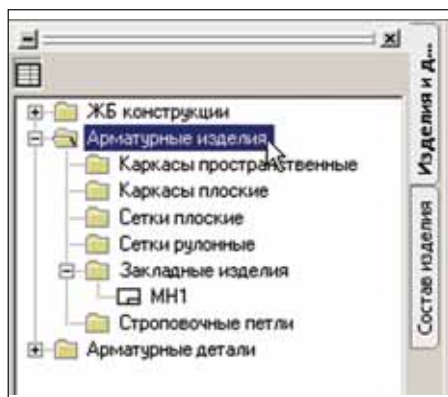 ЖБ конструкции
Арматурные изделия
Каркасы пространственные
Каркасы плоские
Сетки плоские
Сетки рулонные
Закладные изделия
МН1
Строповочные петли
Арматурные детали
Изделия и д...
Состав изделия